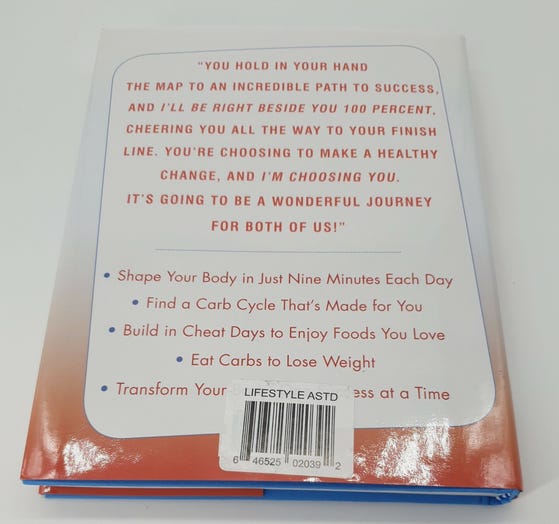 "YOU HOLD IN YOUR HAND
THE MAP TO AN INCREDIBLE PATH TO SUCCESS,
AND I'LL BE RIGHT BESIDE YOU 100 PERCENT,
CHEERING YOU ALL THE WAY TO YOUR FINISH
LINE. YOU'RE CHOOSING TO MAKE A HEALTHY
CHANGE, AND I'M CHOOSING YOU.
IT'S GOING TO BE A WONDERFUL JOURNEY
FOR BOTH OF US!"
• Shape Your Body in Just Nine Minutes Each Day
• Find a Carb Cycle That's Made for You
• Build in Cheat Days to Enjoy Foods You Love
• Eat Carbs to Lose Weight
• Transform Your ess at a Time
LIFESTYLE ASTD
6 46525 02039 2